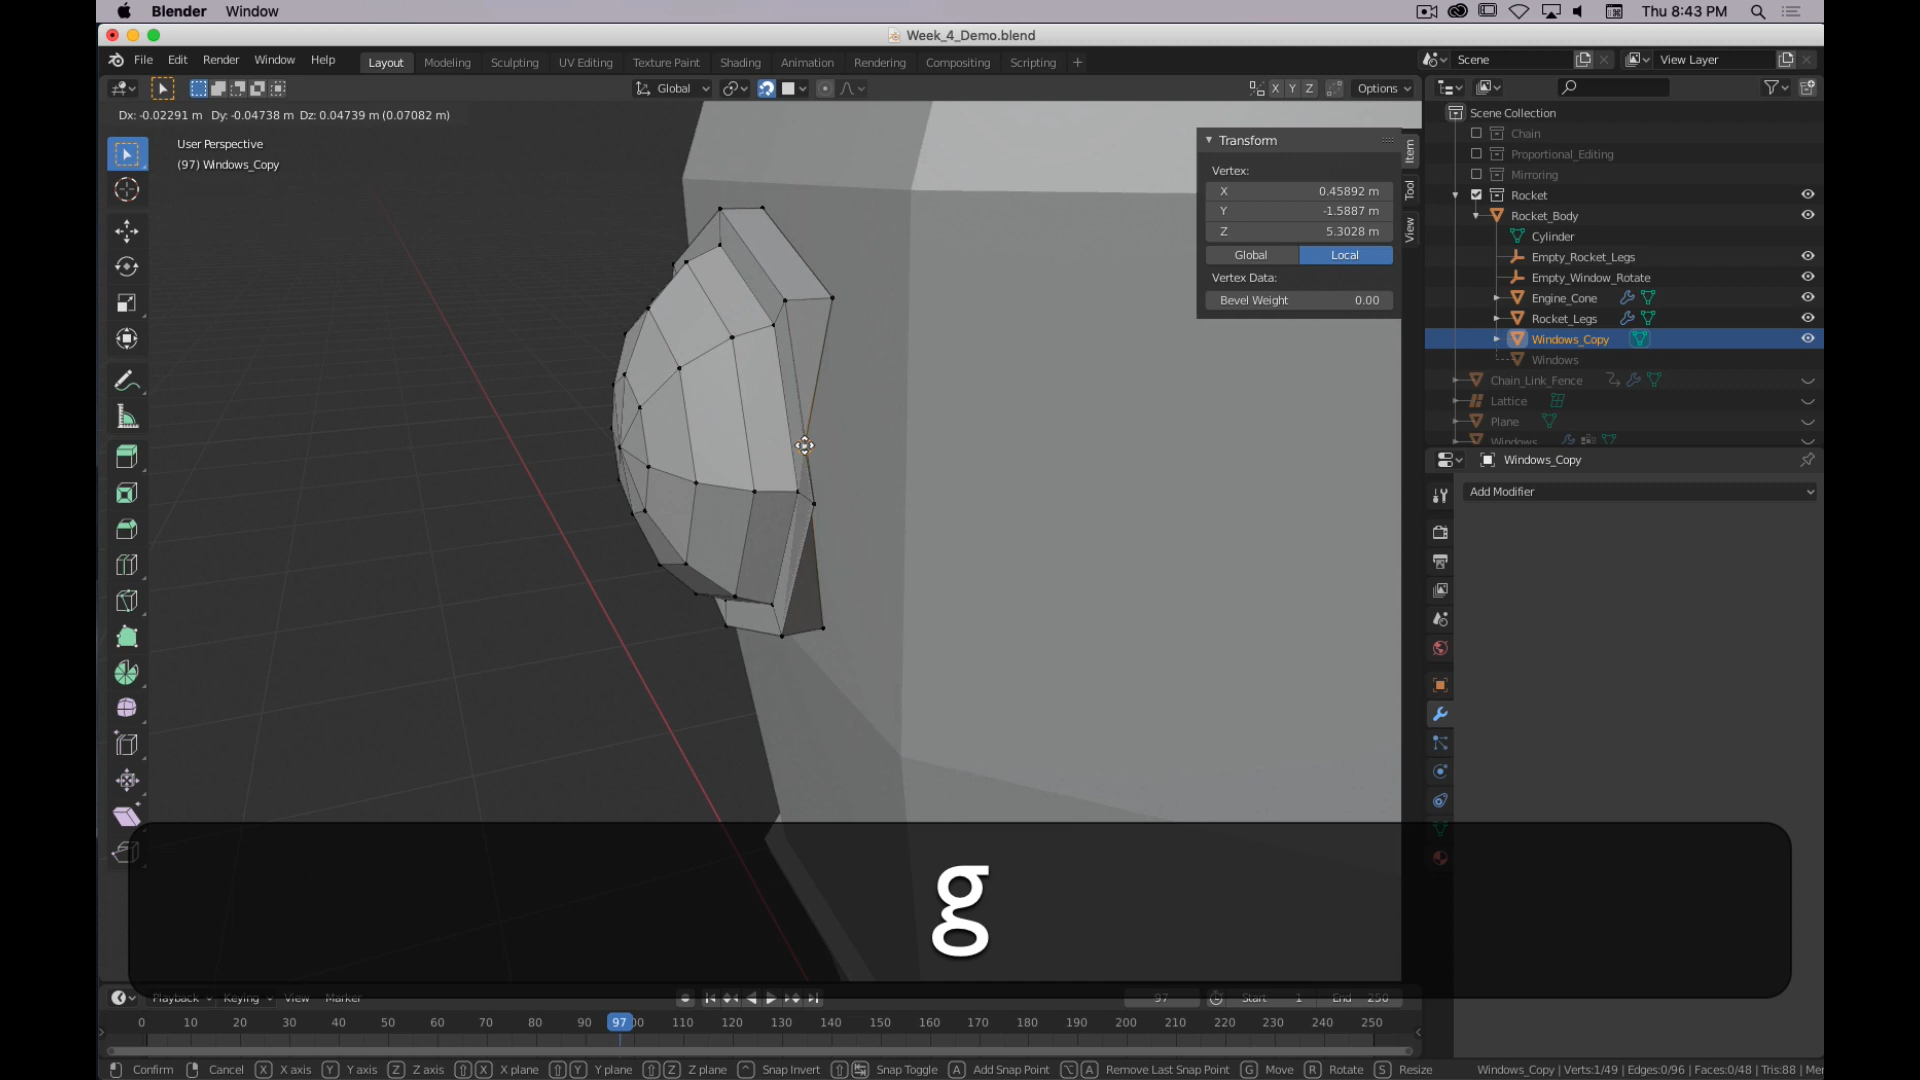 Blender Window
Thu 8:43 PM
Week_4_Demo.blend
File Edit Render Window Help
Layout Modeling Sculpting UV Editing Texture Paint Shading Animation Rendering Compositing Scripting +
Scene
View Layer
Global
X Y Z
Options
Dx: -0.02291 m Dy: -0.04738 m Dz: 0.04739 m (0.07082 m)
User Perspective
(97) Windows_Copy
Transform
Vertex:
X 0.45892 m
Y -1.5887 m
Z 5.3028 m
Global Local
Vertex Data:
Bevel Weight 0.00
Item
Tool
View
Scene Collection
Chain
Proportional_Editing
Mirroring
Rocket
Rocket_Body
Cylinder
Empty_Rocket_Legs
Empty_Window_Rotate
Engine_Cone
Rocket_Legs
Windows_Copy
Windows
Chain_Link_Fence
Lattice
Plane
Windows
Windows_Copy
Add Modifier
g
Playback Keying View Marker
97 Start 1 End 250
0 10 20 30 40 50 60 70 80 90 97 00 110 120 130 140 150 160 170 180 190 200 210 220 230 240 250
Confirm Cancel X X axis Y Y axis Z Z axis X X plane Y Y plane Z Z plane Snap Invert Snap Toggle A Add Snap Point A Remove Last Snap Point G Move R Rotate S Resize Windows_Copy | Verts:1/49 | Edges:0/96 | Faces:0/48 | Tris:88 | Mer